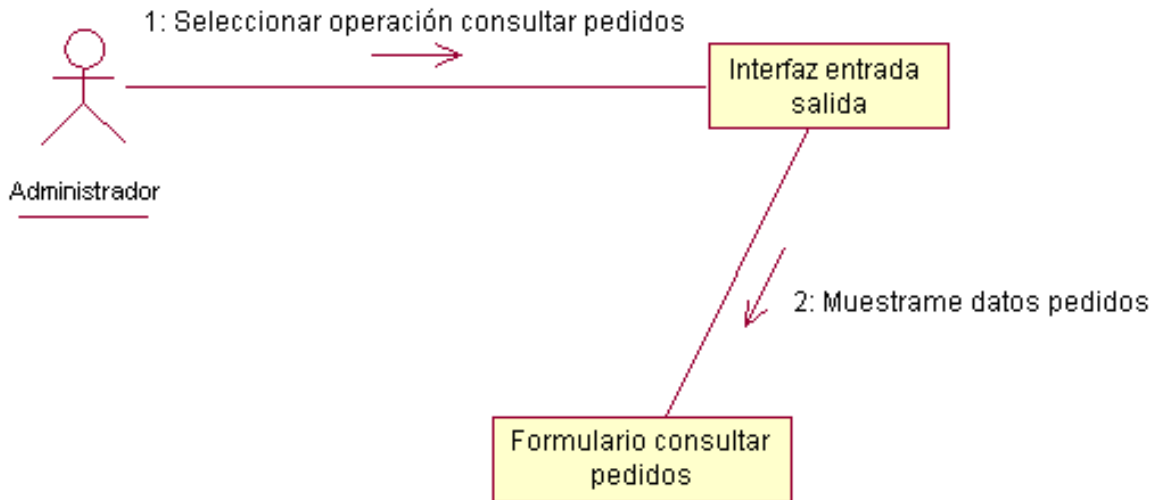 1: Seleccionar operación consultar pedidos
Interfaz entrada
salida
Administrador
2: Muestrame datos pedidos
Formulario consultar
pedidos